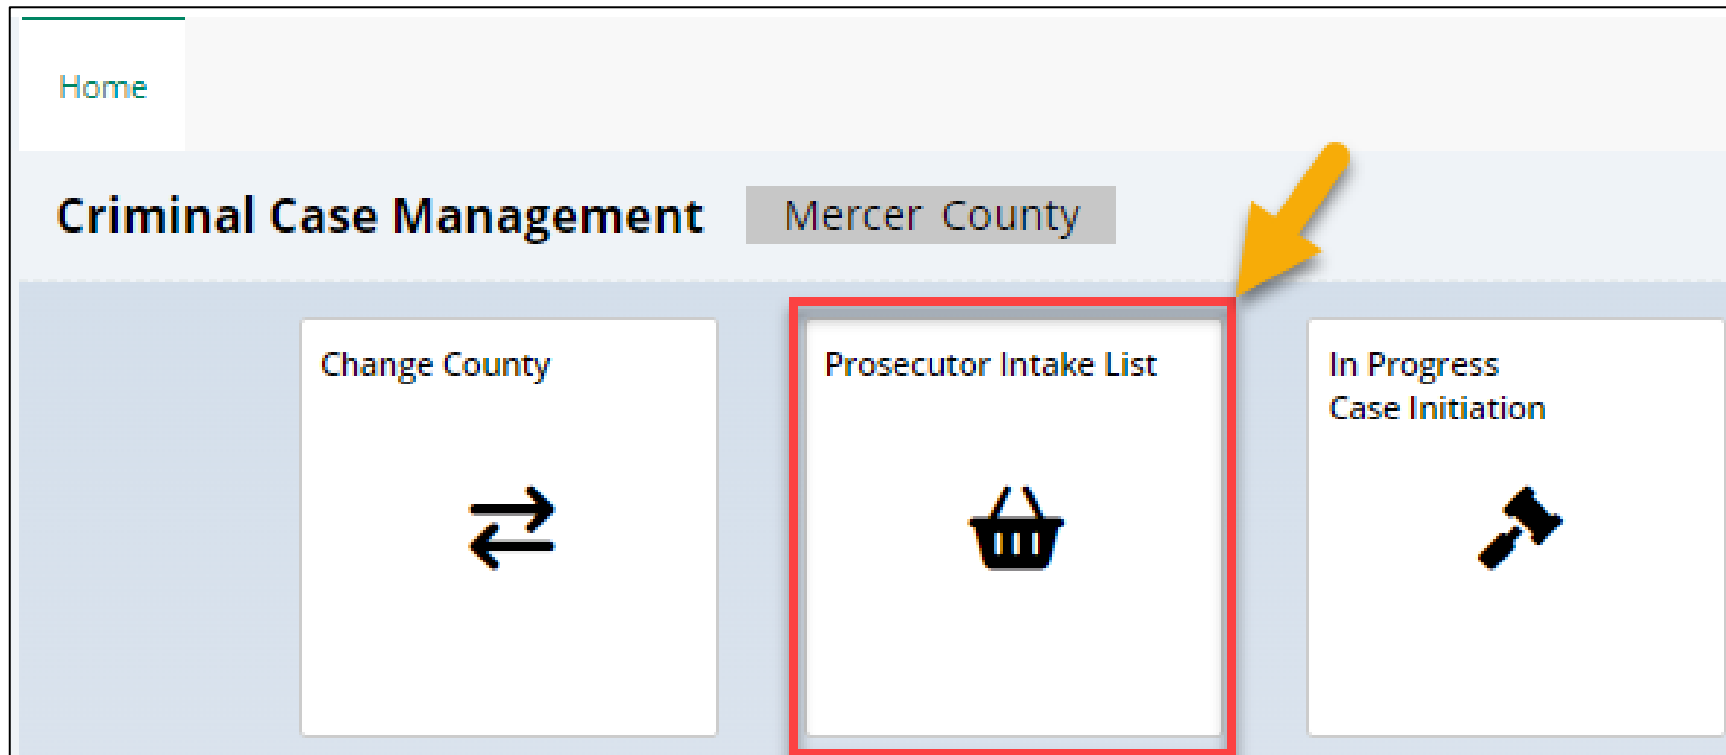 Home
Criminal Case Management
Mercer County
Change County
Prosecutor Intake List
In Progress
Case Initiation